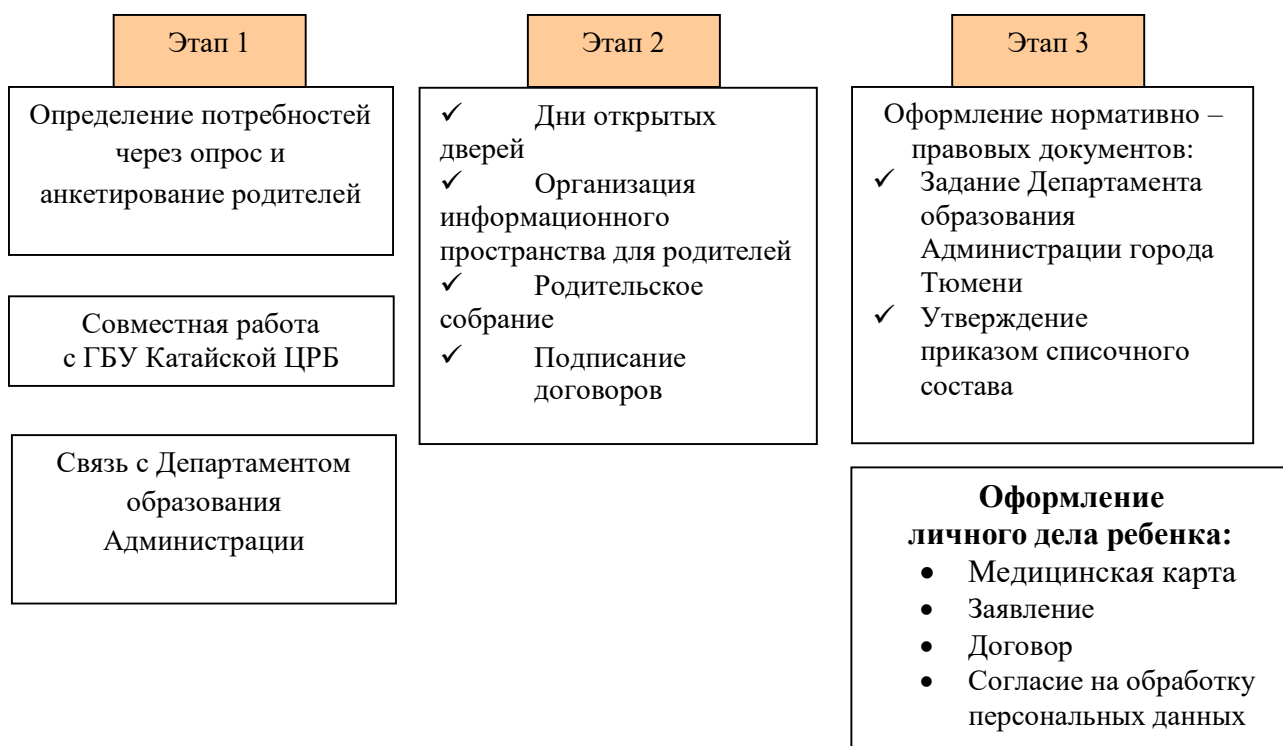 Этап 1
Определение потребностей
через опрос и
анкетирование родителей
Совместная работа
с ГБУ Катайской ЦРБ
Связь с Департаментом
образования
Администрации
Этап 2
✓ Дни открытых
дверей
✓ Организация
информационного
пространства для родителей
✓ Родительское
собрание
✓ Подписание
договоров
Этап 3
Оформление нормативно –
правовых документов:
✓ Задание Департамента
образования
Администрации города
Тюмени
✓ Утверждение
приказом списочного
состава
Оформление
личного дела ребенка:
• Медицинская карта
• Заявление
• Договор
• Согласие на обработку
персональных данных